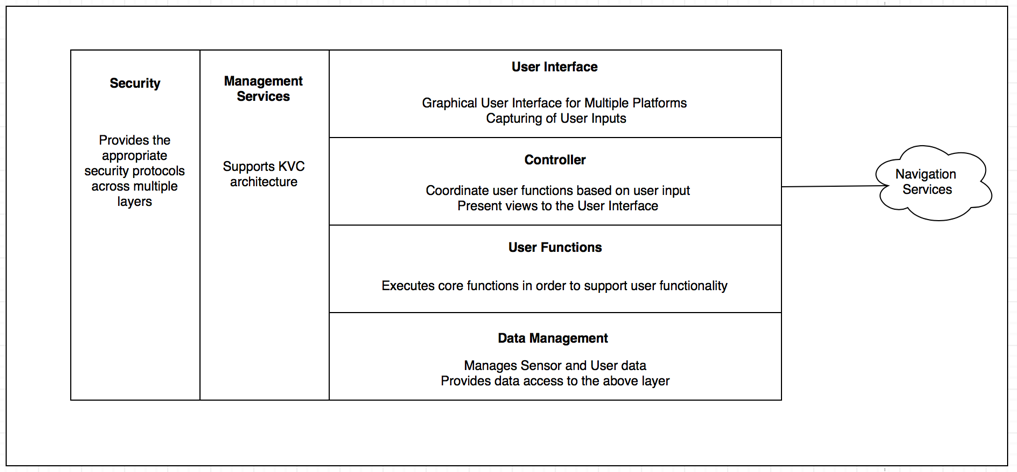 Security
Provides the
appropriate
security protocols
across multiple
layers
Management
Services
Supports KVC
architecture
User Interface
Graphical User Interface for Multiple Platforms
Capturing of User Inputs
Controller
Coordinate user functions based on user input
Present views to the User Interface
User Functions
Executes core functions in order to support user functionality
Data Management
Manages Sensor and User data
Provides data access to the above layer
Navigation
Services